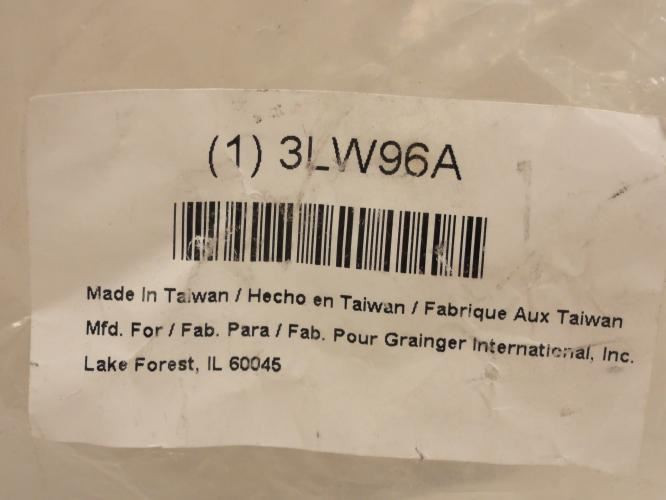 (1) 3LW96A
Made In Taiwan / Hecho en Taiwan / Fabrique Aux Taiwan
Mfd. For / Fab. Para / Fab. Pour Grainger International, Inc.
Lake Forest, IL 60045